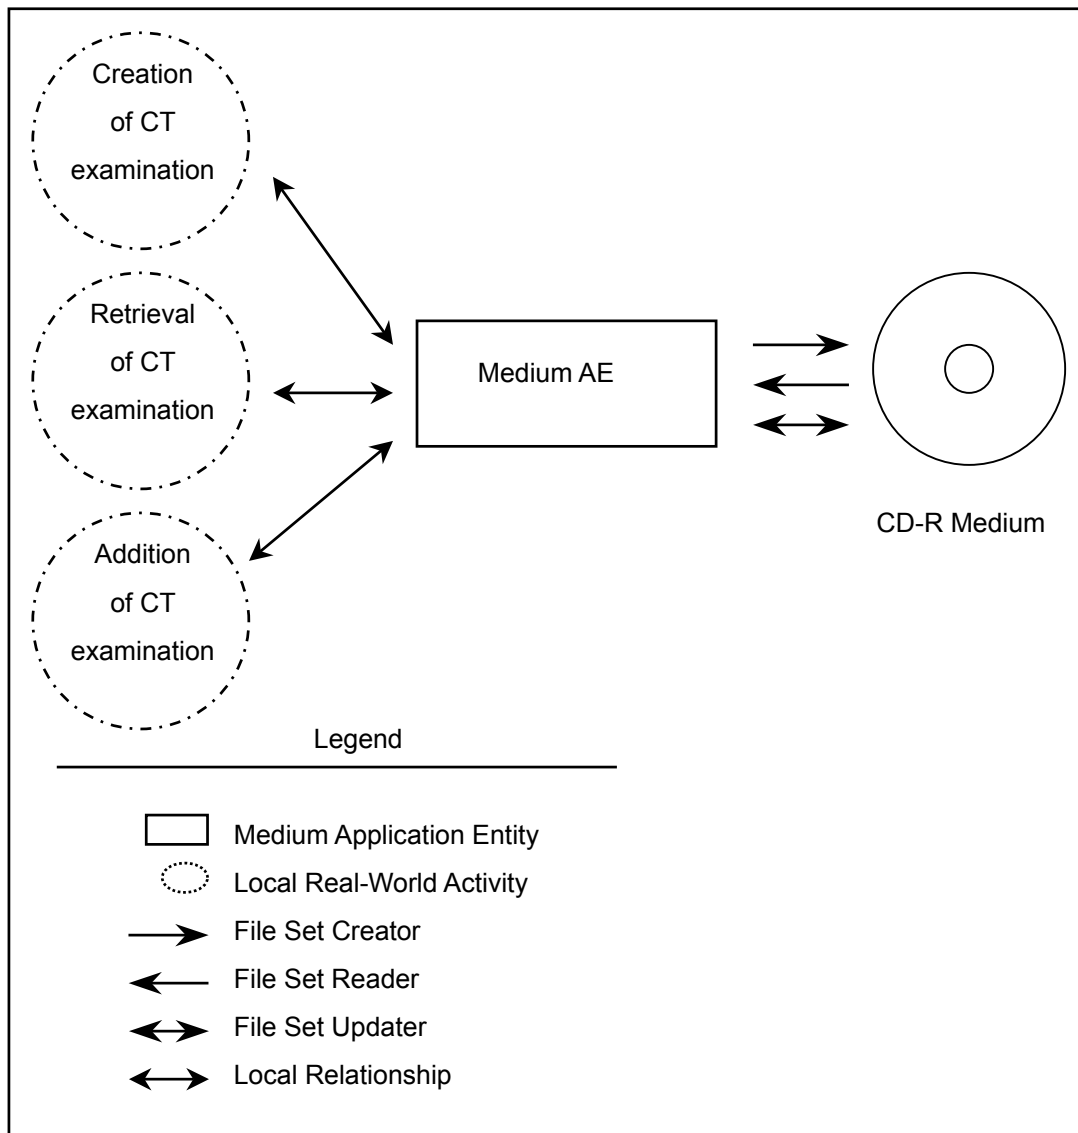 Creation
of CT
examination
Retrieval
of CT
examination
Addition
of CT
examination
Medium AE
CD-R Medium
Legend
Medium Application Entity
Local Real-World Activity
File Set Creator
File Set Reader
File Set Updater
Local Relationship